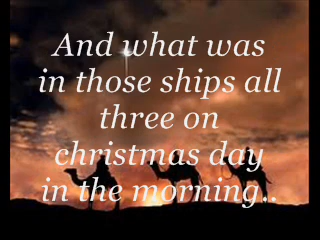 And what was
in those ships all
three on
christmas day
in the morning..